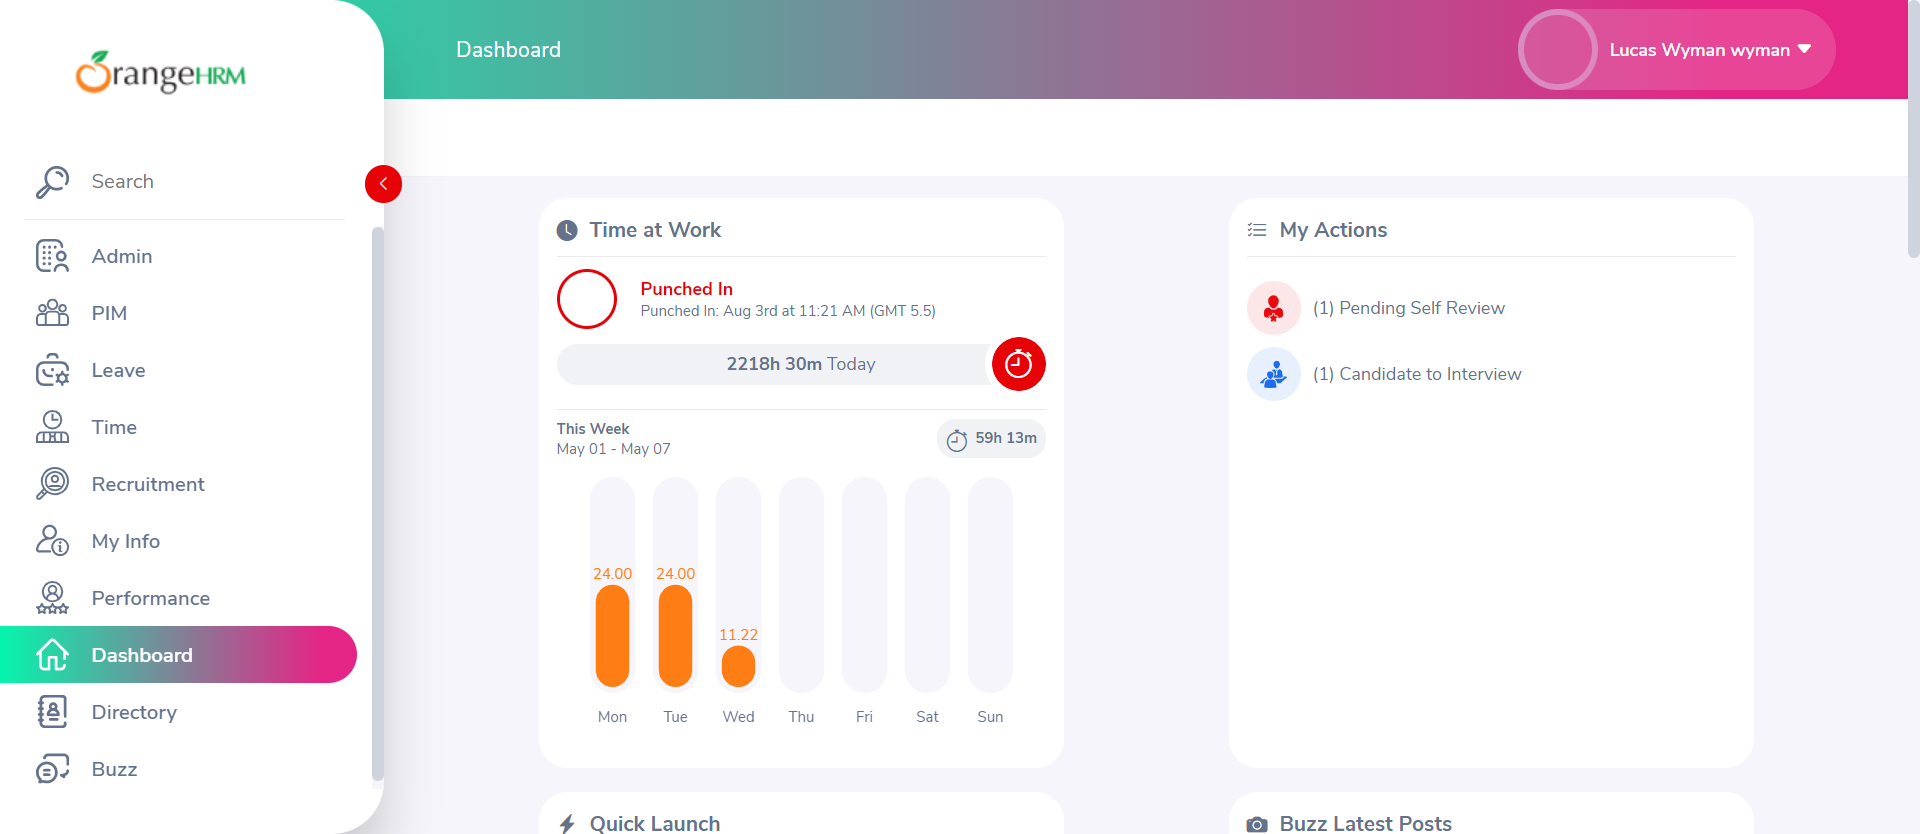 OrangeHRM
Dashboard
Lucas Wyman wyman
Search
Admin
PIM
Leave
Time
Recruitment
My Info
Performance
Dashboard
Directory
Buzz
Time at Work
Punched In
Punched In: Aug 3rd at 11:21 AM (GMT 5.5)
2218h 30m Today
This Week
May 01 - May 07
59h 13m
24.00 24.00 11.22
Mon Tue Wed Thu Fri Sat Sun
My Actions
(1) Pending Self Review
(1) Candidate to Interview
Quick Launch
Buzz Latest Posts